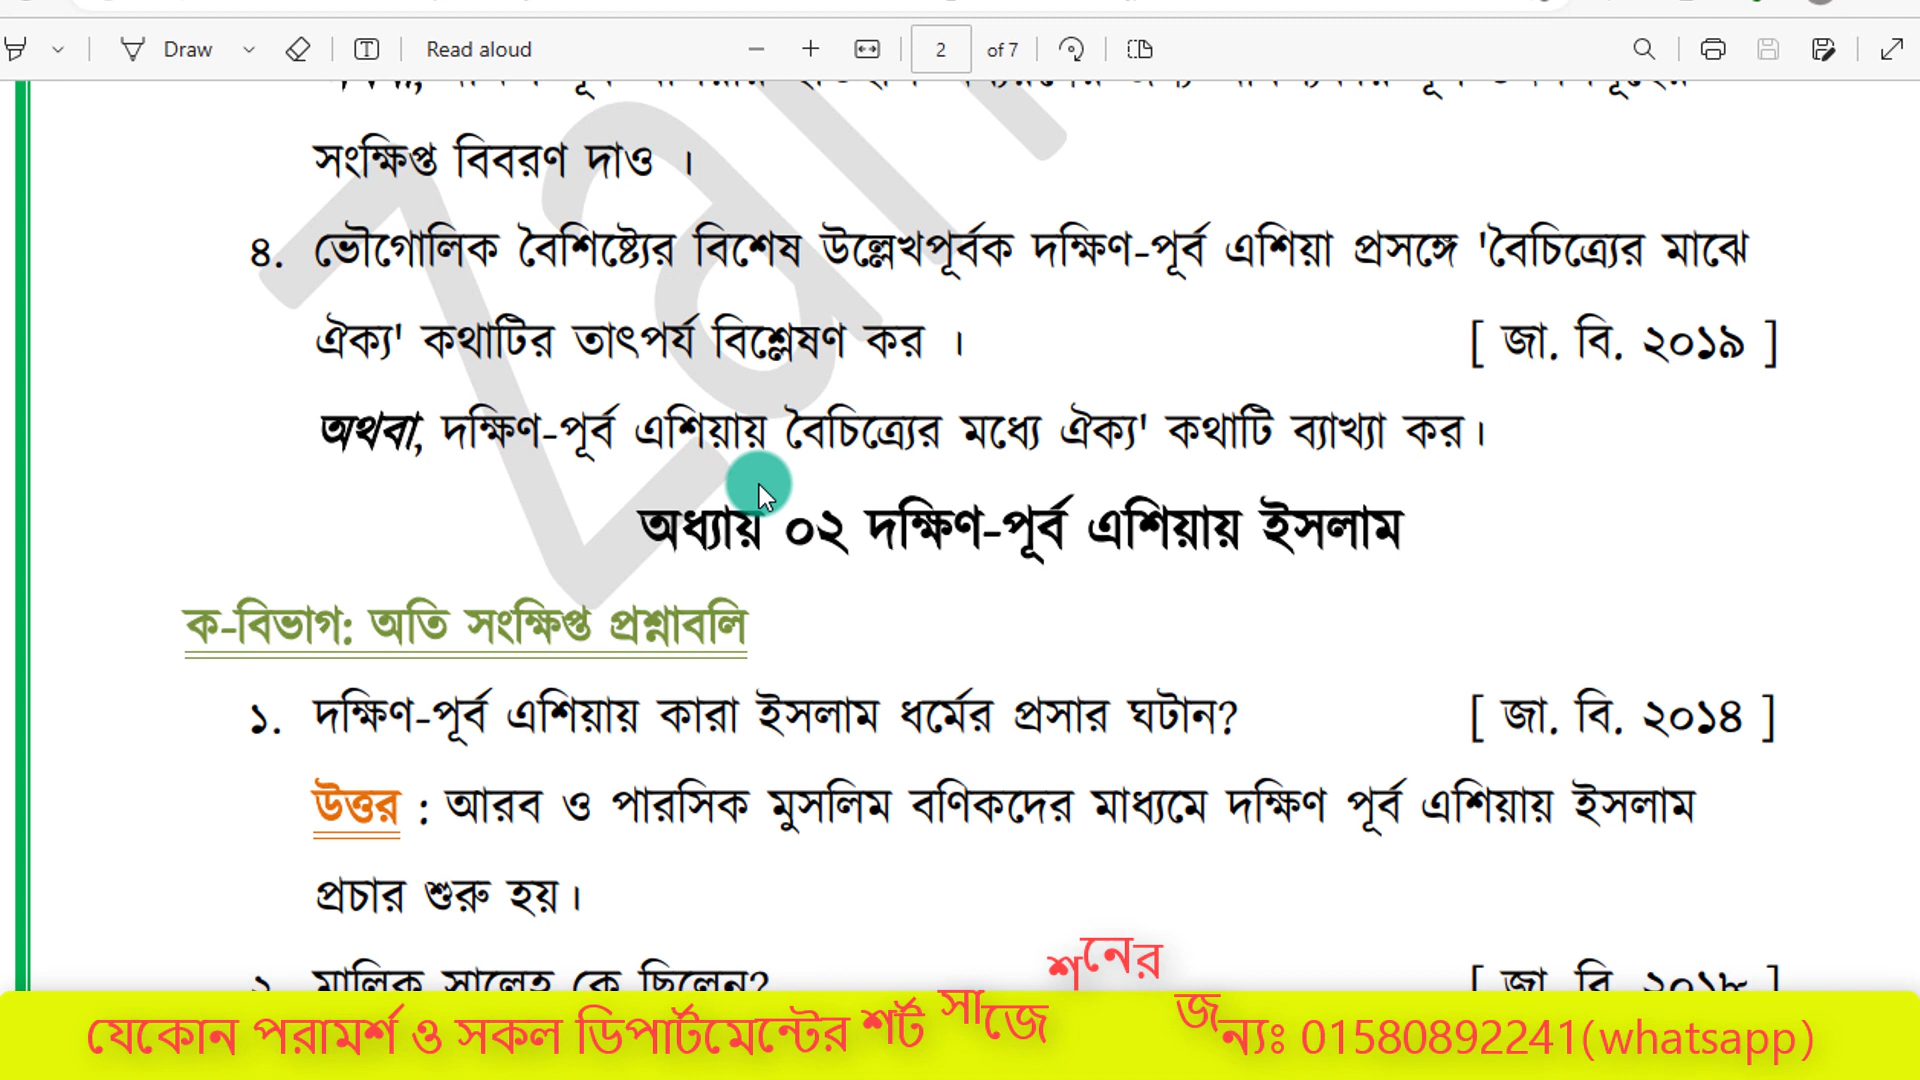 Draw
Read aloud
2 of 7
সংক্ষিপ্ত বিবরণ দাও ।
৪. ভৌগোলিক বৈশিষ্ট্যের বিশেষ উল্লেখপূর্বক দক্ষিণ-পূর্ব এশিয়া প্রসঙ্গে 'বৈচিত্র্যের মাঝে
ঐক্য' কথাটির তাৎপর্য বিশ্লেষণ কর । [ জা. বি. ২০১৯ ]
অথবা, দক্ষিণ-পূর্ব এশিয়ায় বৈচিত্র্যের মধ্যে ঐক্য' কথাটি ব্যাখ্যা কর।
অধ্যায় ০২ দক্ষিণ-পূর্ব এশিয়ায় ইসলাম
ক-বিভাগ: অতি সংক্ষিপ্ত প্রশ্নাবলি
১. দক্ষিণ-পূর্ব এশিয়ায় কারা ইসলাম ধর্মের প্রসার ঘটান? [ জা. বি. ২০১৪ ]
উত্তর : আরব ও পারসিক মুসলিম বণিকদের মাধ্যমে দক্ষিণ পূর্ব এশিয়ায় ইসলাম
প্রচার শুরু হয়।
২. মালিক সালেহ কে ছিলেন? [ জা. বি. ২০১৮ ]
যেকোন পরামর্শ ও সকল ডিপার্টমেন্টের শর্ট সাজেশনের জন্যঃ 01580892241(whatsapp)